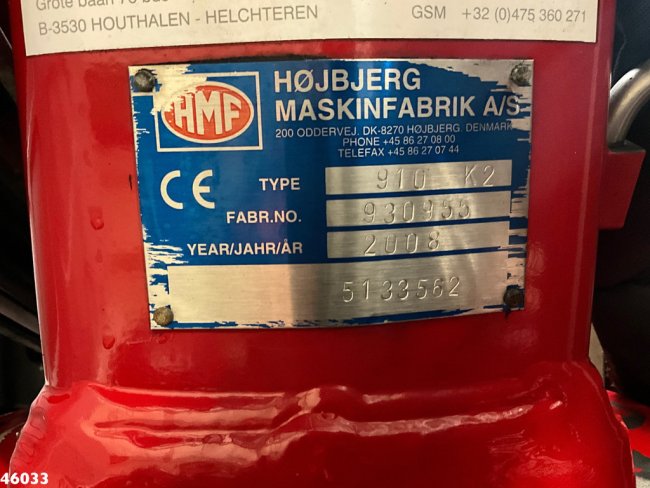 Grote baan
B-3530 HOUTHALEN - HELCHTEREN
GSM +32 (0)475 360 271
HMF
HØJBJERG
MASKINFABRIK A/S
200 ODDERVEJ. DK-8270 HØJBJERG. DENMARK
PHONE +45 86 27 08 00
TELEFAX +45 86 27 07 44
CE
TYPE 910 K2
FABR.NO. 930955
YEAR/JAHR/ÅR 2008
5133562
46033